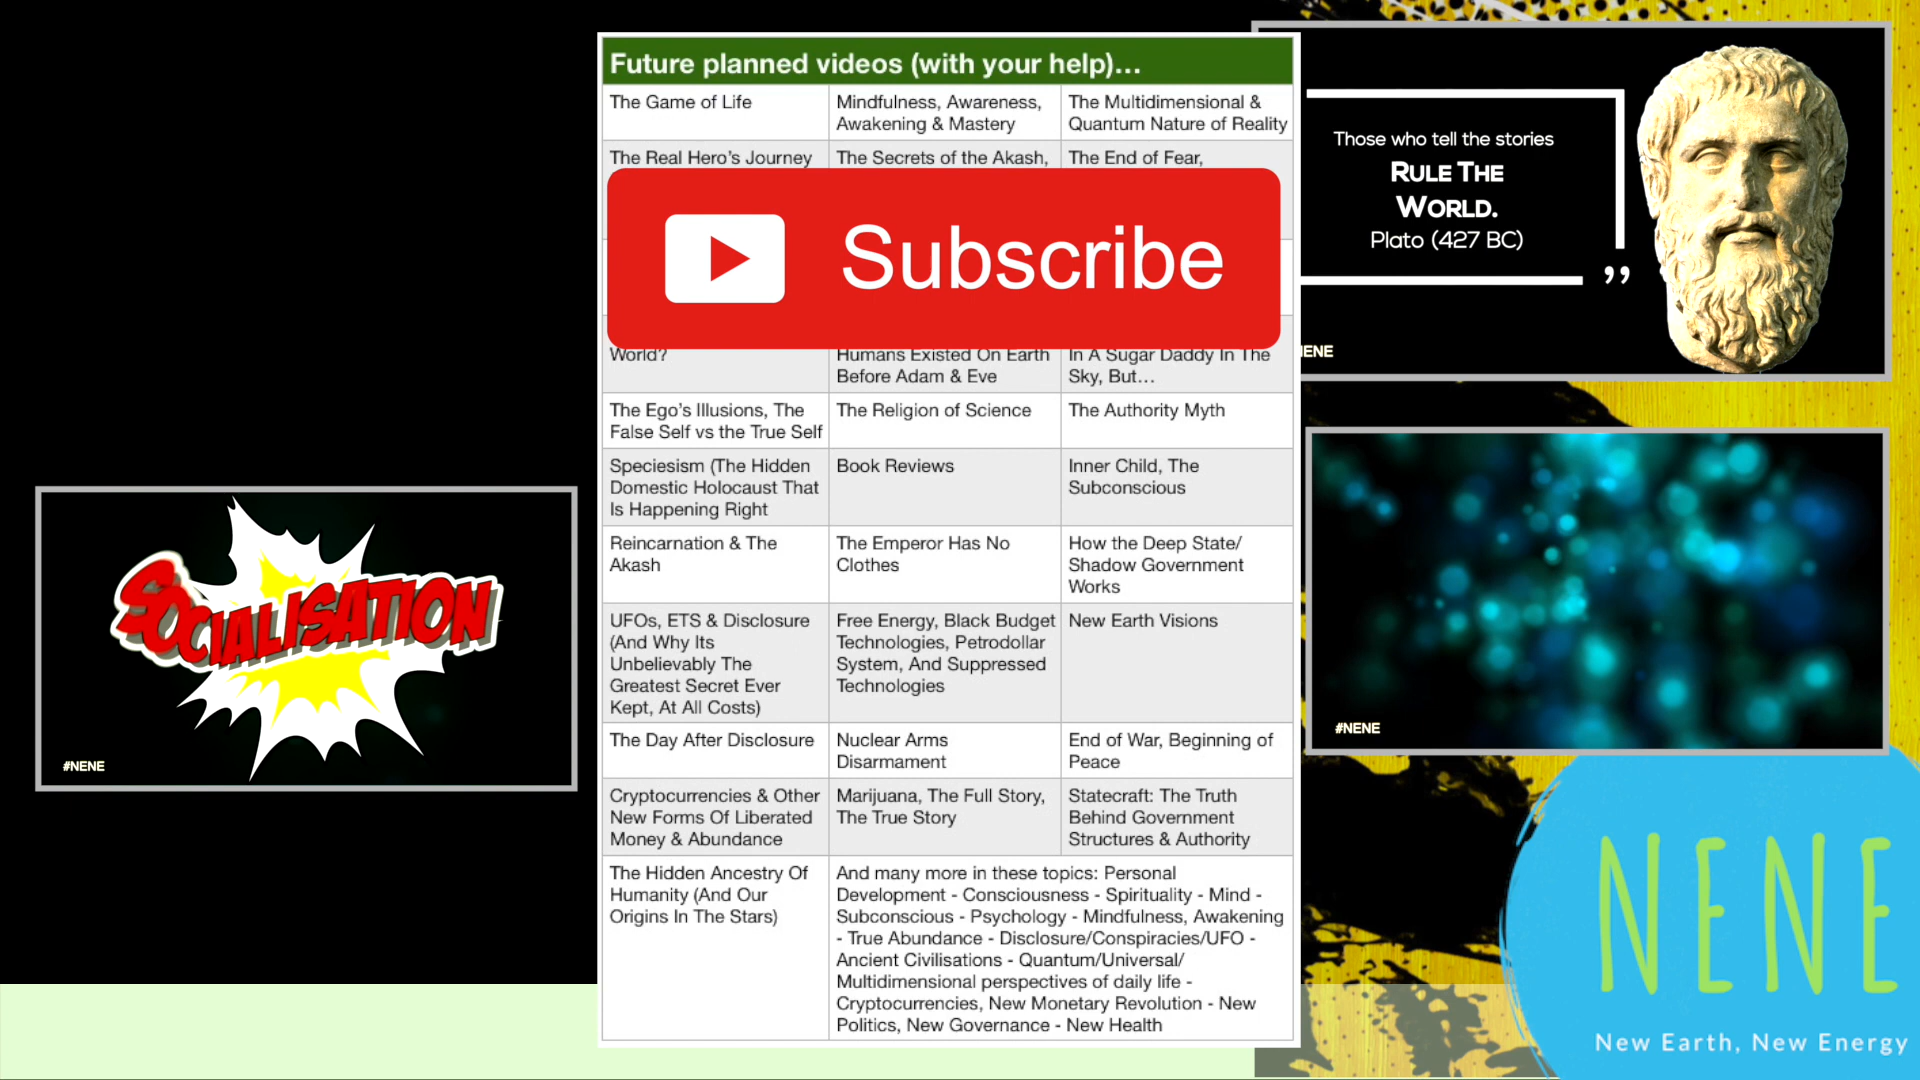 Future planned videos (with your help)...
The Game of Life
Mindfulness, Awareness,
Awakening & Mastery
The Multidimensional &
Quantum Nature of Reality
The Real Hero's Journey
The Secrets of the Akash,
The End of Fear,
Subscribe
World?
Humans Existed On Earth
Before Adam & Eve
In A Sugar Daddy In The
Sky, But...
The Ego's Illusions, The
False Self vs the True Self
The Religion of Science
The Authority Myth
Speciesism (The Hidden
Domestic Holocaust That
Is Happening Right
Book Reviews
Inner Child, The
Subconscious
Reincarnation & The
Akash
The Emperor Has No
Clothes
How the Deep State/
Shadow Government
Works
UFOs, ETS & Disclosure
(And Why Its
Unbelievably The
Greatest Secret Ever
Kept, At All Costs)
Free Energy, Black Budget
Technologies, Petrodollar
System, And Suppressed
Technologies
New Earth Visions
The Day After Disclosure
Nuclear Arms
Disarmament
End of War, Beginning of
Peace
Cryptocurrencies & Other
New Forms Of Liberated
Money & Abundance
Marijuana, The Full Story,
The True Story
Statecraft: The Truth
Behind Government
Structures & Authority
The Hidden Ancestry Of
Humanity (And Our
Origins In The Stars)
And many more in these topics: Personal
Development - Consciousness - Spirituality - Mind -
Subconscious - Psychology - Mindfulness, Awakening
- True Abundance - Disclosure/Conspiracies/UFO -
Ancient Civilisations - Quantum/Universal/
Multidimensional perspectives of daily life -
Cryptocurrencies, New Monetary Revolution - New
Politics, New Governance - New Health
SOCIALISATION
#NENE
Those who tell the stories
RULE THE
WORLD.
Plato (427 BC)
”
ENE
#NENE
NENE
New Earth, New Energy